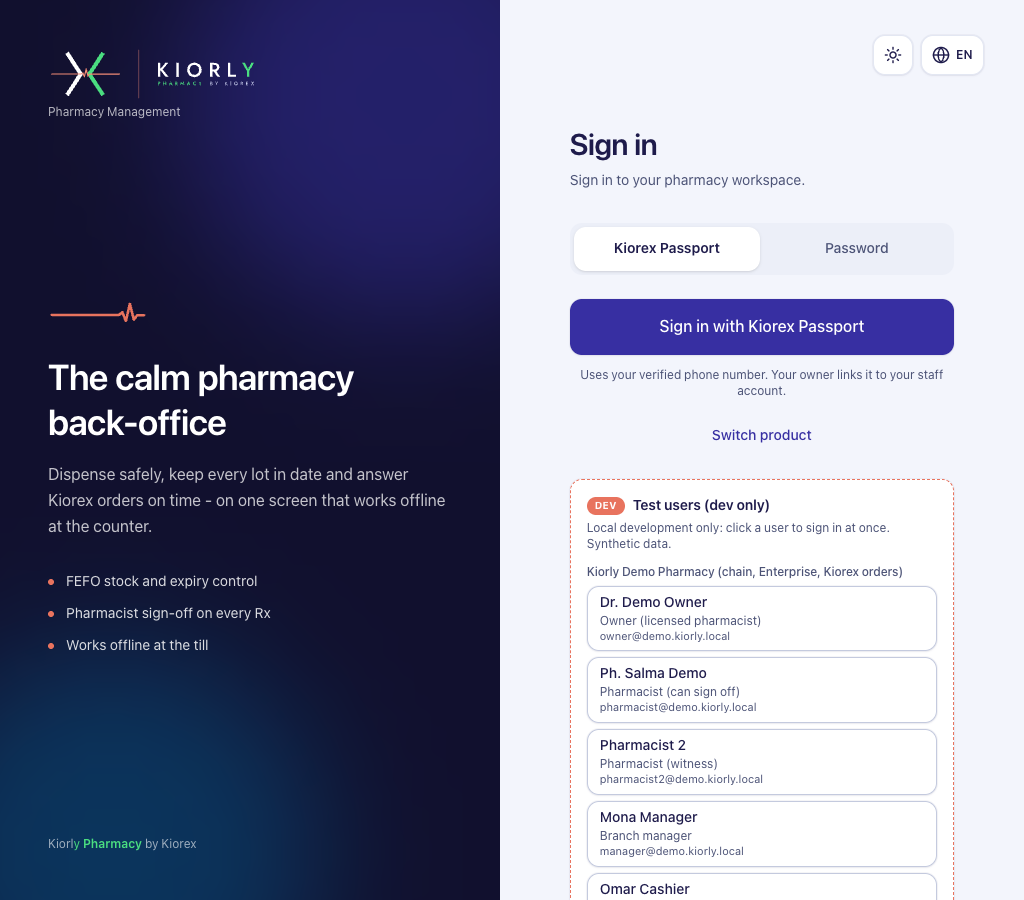 KIORLY
PHARMACY BY KIOREX
Pharmacy Management
The calm pharmacy
back-office
Dispense safely, keep every lot in date and answer
Kiorex orders on time - on one screen that works offline
at the counter.
FEFO stock and expiry control
Pharmacist sign-off on every Rx
Works offline at the till
Kiorly Pharmacy by Kiorex
EN
Sign in
Sign in to your pharmacy workspace.
Kiorex Passport
Password
Sign in with Kiorex Passport
Uses your verified phone number. Your owner links it to your staff
account.
Switch product
DEV Test users (dev only)
Local development only: click a user to sign in at once.
Synthetic data.
Kiorly Demo Pharmacy (chain, Enterprise, Kiorex orders)
Dr. Demo Owner
Owner (licensed pharmacist)
owner@demo.kiorly.local
Ph. Salma Demo
Pharmacist (can sign off)
pharmacist@demo.kiorly.local
Pharmacist 2
Pharmacist (witness)
pharmacist2@demo.kiorly.local
Mona Manager
Branch manager
manager@demo.kiorly.local
Omar Cashier